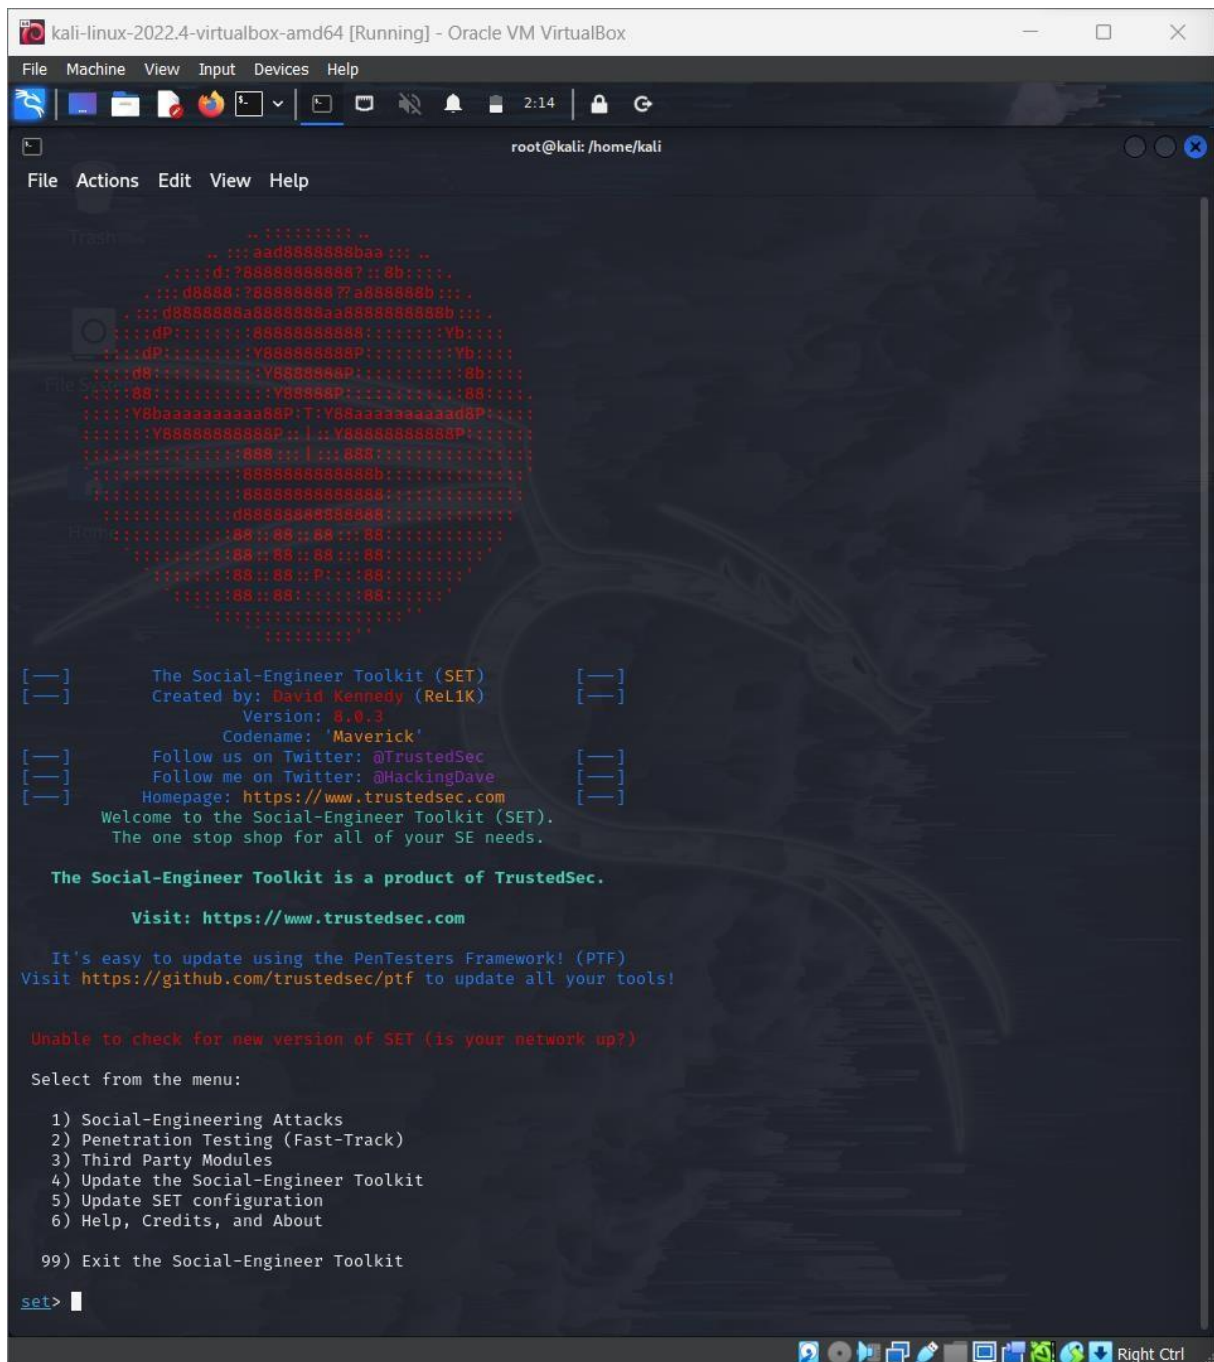 kali-linux-2022.4-virtualbox-amd64 [Running] - Oracle VM VirtualBox
File Machine View Input Devices Help
2:14
root@kali: /home/kali
File Actions Edit View Help
Trash
File Sys
Home
[---] The Social-Engineer Toolkit (SET) [---]
[---] Created by: David Kennedy (ReL1K) [---]
Version: 8.0.3
Codename: 'Maverick'
[---] Follow us on Twitter: @TrustedSec [---]
[---] Follow me on Twitter: @HackingDave [---]
[---] Homepage: https://www.trustedsec.com [---]
Welcome to the Social-Engineer Toolkit (SET).
The one stop shop for all of your SE needs.
The Social-Engineer Toolkit is a product of TrustedSec.
Visit: https://www.trustedsec.com
It's easy to update using the PenTesters Framework! (PTF)
Visit https://github.com/trustedsec/ptf to update all your tools!
Unable to check for new version of SET (is your network up?)
Select from the menu:
1) Social-Engineering Attacks
2) Penetration Testing (Fast-Track)
3) Third Party Modules
4) Update the Social-Engineer Toolkit
5) Update SET configuration
6) Help, Credits, and About
99) Exit the Social-Engineer Toolkit
set>
Right Ctrl